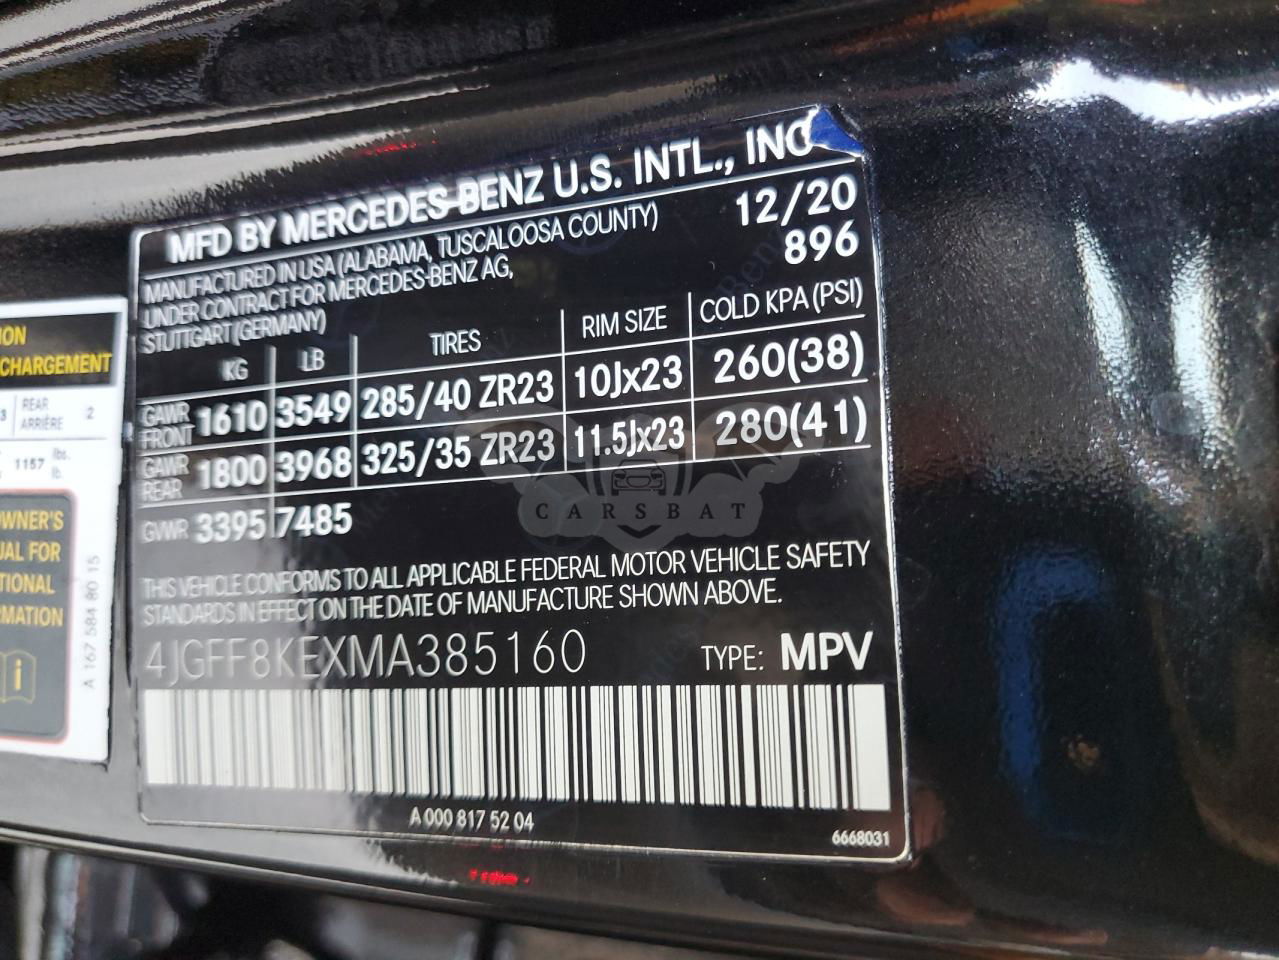 MFD BY MERCEDES-BENZ U.S. INTL., INC
MANUFACTURED IN USA (ALABAMA, TUSCALOOSA COUNTY)
12/20
UNDER CONTRACT FOR MERCEDES-BENZ AG,
896
STUTTGART (GERMANY)
KG LB TIRES RIM SIZE COLD KPA (PSI)
GAWR FRONT 1610 3549 285/40 ZR23 10Jx23 260(38)
GAWR REAR 1800 3968 325/35 ZR23 11.5Jx23 280(41)
GVWR 3395 7485
CARSBAT
THIS VEHICLE CONFORMS TO ALL APPLICABLE FEDERAL MOTOR VEHICLE SAFETY
STANDARDS IN EFFECT ON THE DATE OF MANUFACTURE SHOWN ABOVE.
4JGFF8KEXMA385160 TYPE: MPV
A 000 817 52 04
6668031
CHARGEMENT
REAR
ARRIÈRE 2
1157 lbs.
lb.
OWNER'S
FOR
A 167 584 80 15